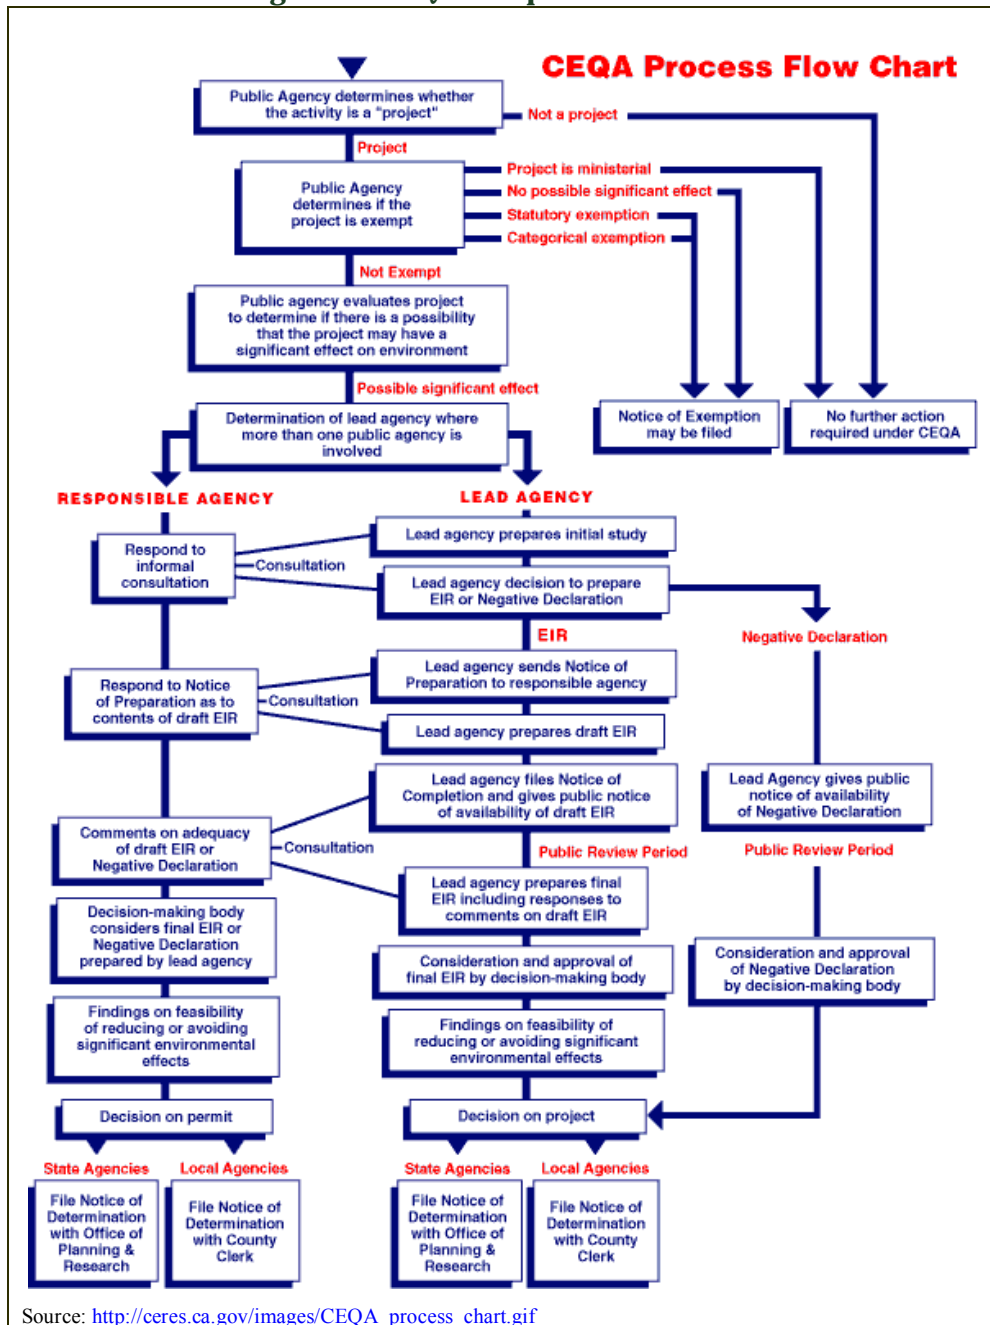 CEQA Process Flow Chart
Public Agency determines whether
the activity is a "project"
Not a project
Project
Public Agency
determines if the
project is exempt
Project is ministerial
No possible significant effect
Statutory exemption
Categorical exemption
Not Exempt
Public agency evaluates project
to determine if there is a possibility
that the project may have a
significant effect on environment
Possible significant effect
Notice of Exemption
may be filed
No further action
required under CEQA
Determination of lead agency where
more than one public agency is
involved
RESPONSIBLE AGENCY
LEAD AGENCY
Respond to
informal
consultation
Consultation
Lead agency prepares initial study
Lead agency decision to prepare
EIR or Negative Declaration
EIR
Negative Declaration
Respond to Notice
of Preparation as to
contents of draft EIR
Consultation
Lead agency sends Notice of
Preparation to responsible agency
Lead agency prepares draft EIR
Lead agency files Notice of
Completion and gives public notice
of availability of draft EIR
Lead Agency gives public
notice of availability
of Negative Declaration
Comments on adequacy
of draft EIR or
Negative Declaration
Consultation
Public Review Period
Public Review Period
Lead agency prepares final
EIR including responses to
comments on draft EIR
Decision-making body
considers final EIR or
Negative Declaration
prepared by lead agency
Consideration and approval of
final EIR by decision-making body
Consideration and approval
of Negative Declaration
by decision-making body
Findings on feasibility
of reducing or avoiding
significant environmental
effects
Findings on feasibility of
reducing or avoiding significant
environmental effects
Decision on permit
Decision on project
State Agencies
Local Agencies
State Agencies
Local Agencies
File Notice of
Determination
with Office of
Planning &
Research
File Notice of
Determination
with County
Clerk
File Notice of
Determination
with Office of
Planning &
Research
File Notice of
Determination
with County
Clerk
Source: http://ceres.ca.gov/images/CEQA_process_chart.gif